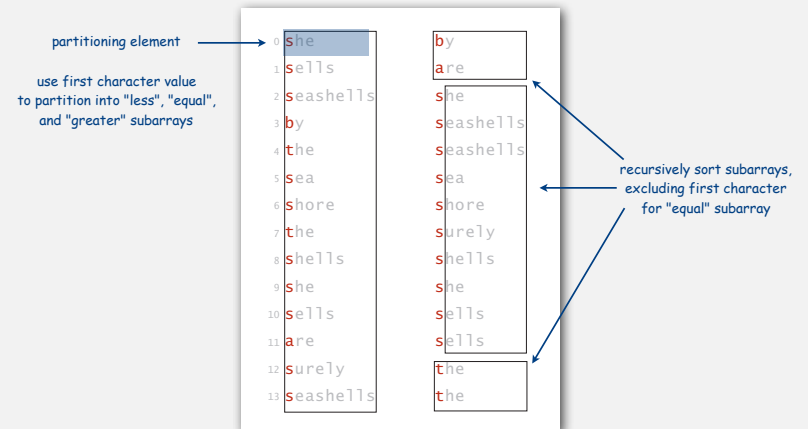 partitioning element
use first character value
to partition into "less", "equal",
and "greater" subarrays
0 she
1 sells
2 seashells
3 by
4 the
5 sea
6 shore
7 the
8 shells
9 she
10 sells
11 are
12 surely
13 seashells
by
are
she
seashells
seashells
sea
shore
surely
shells
she
sells
sells
the
the
recursively sort subarrays,
excluding first character
for "equal" subarray